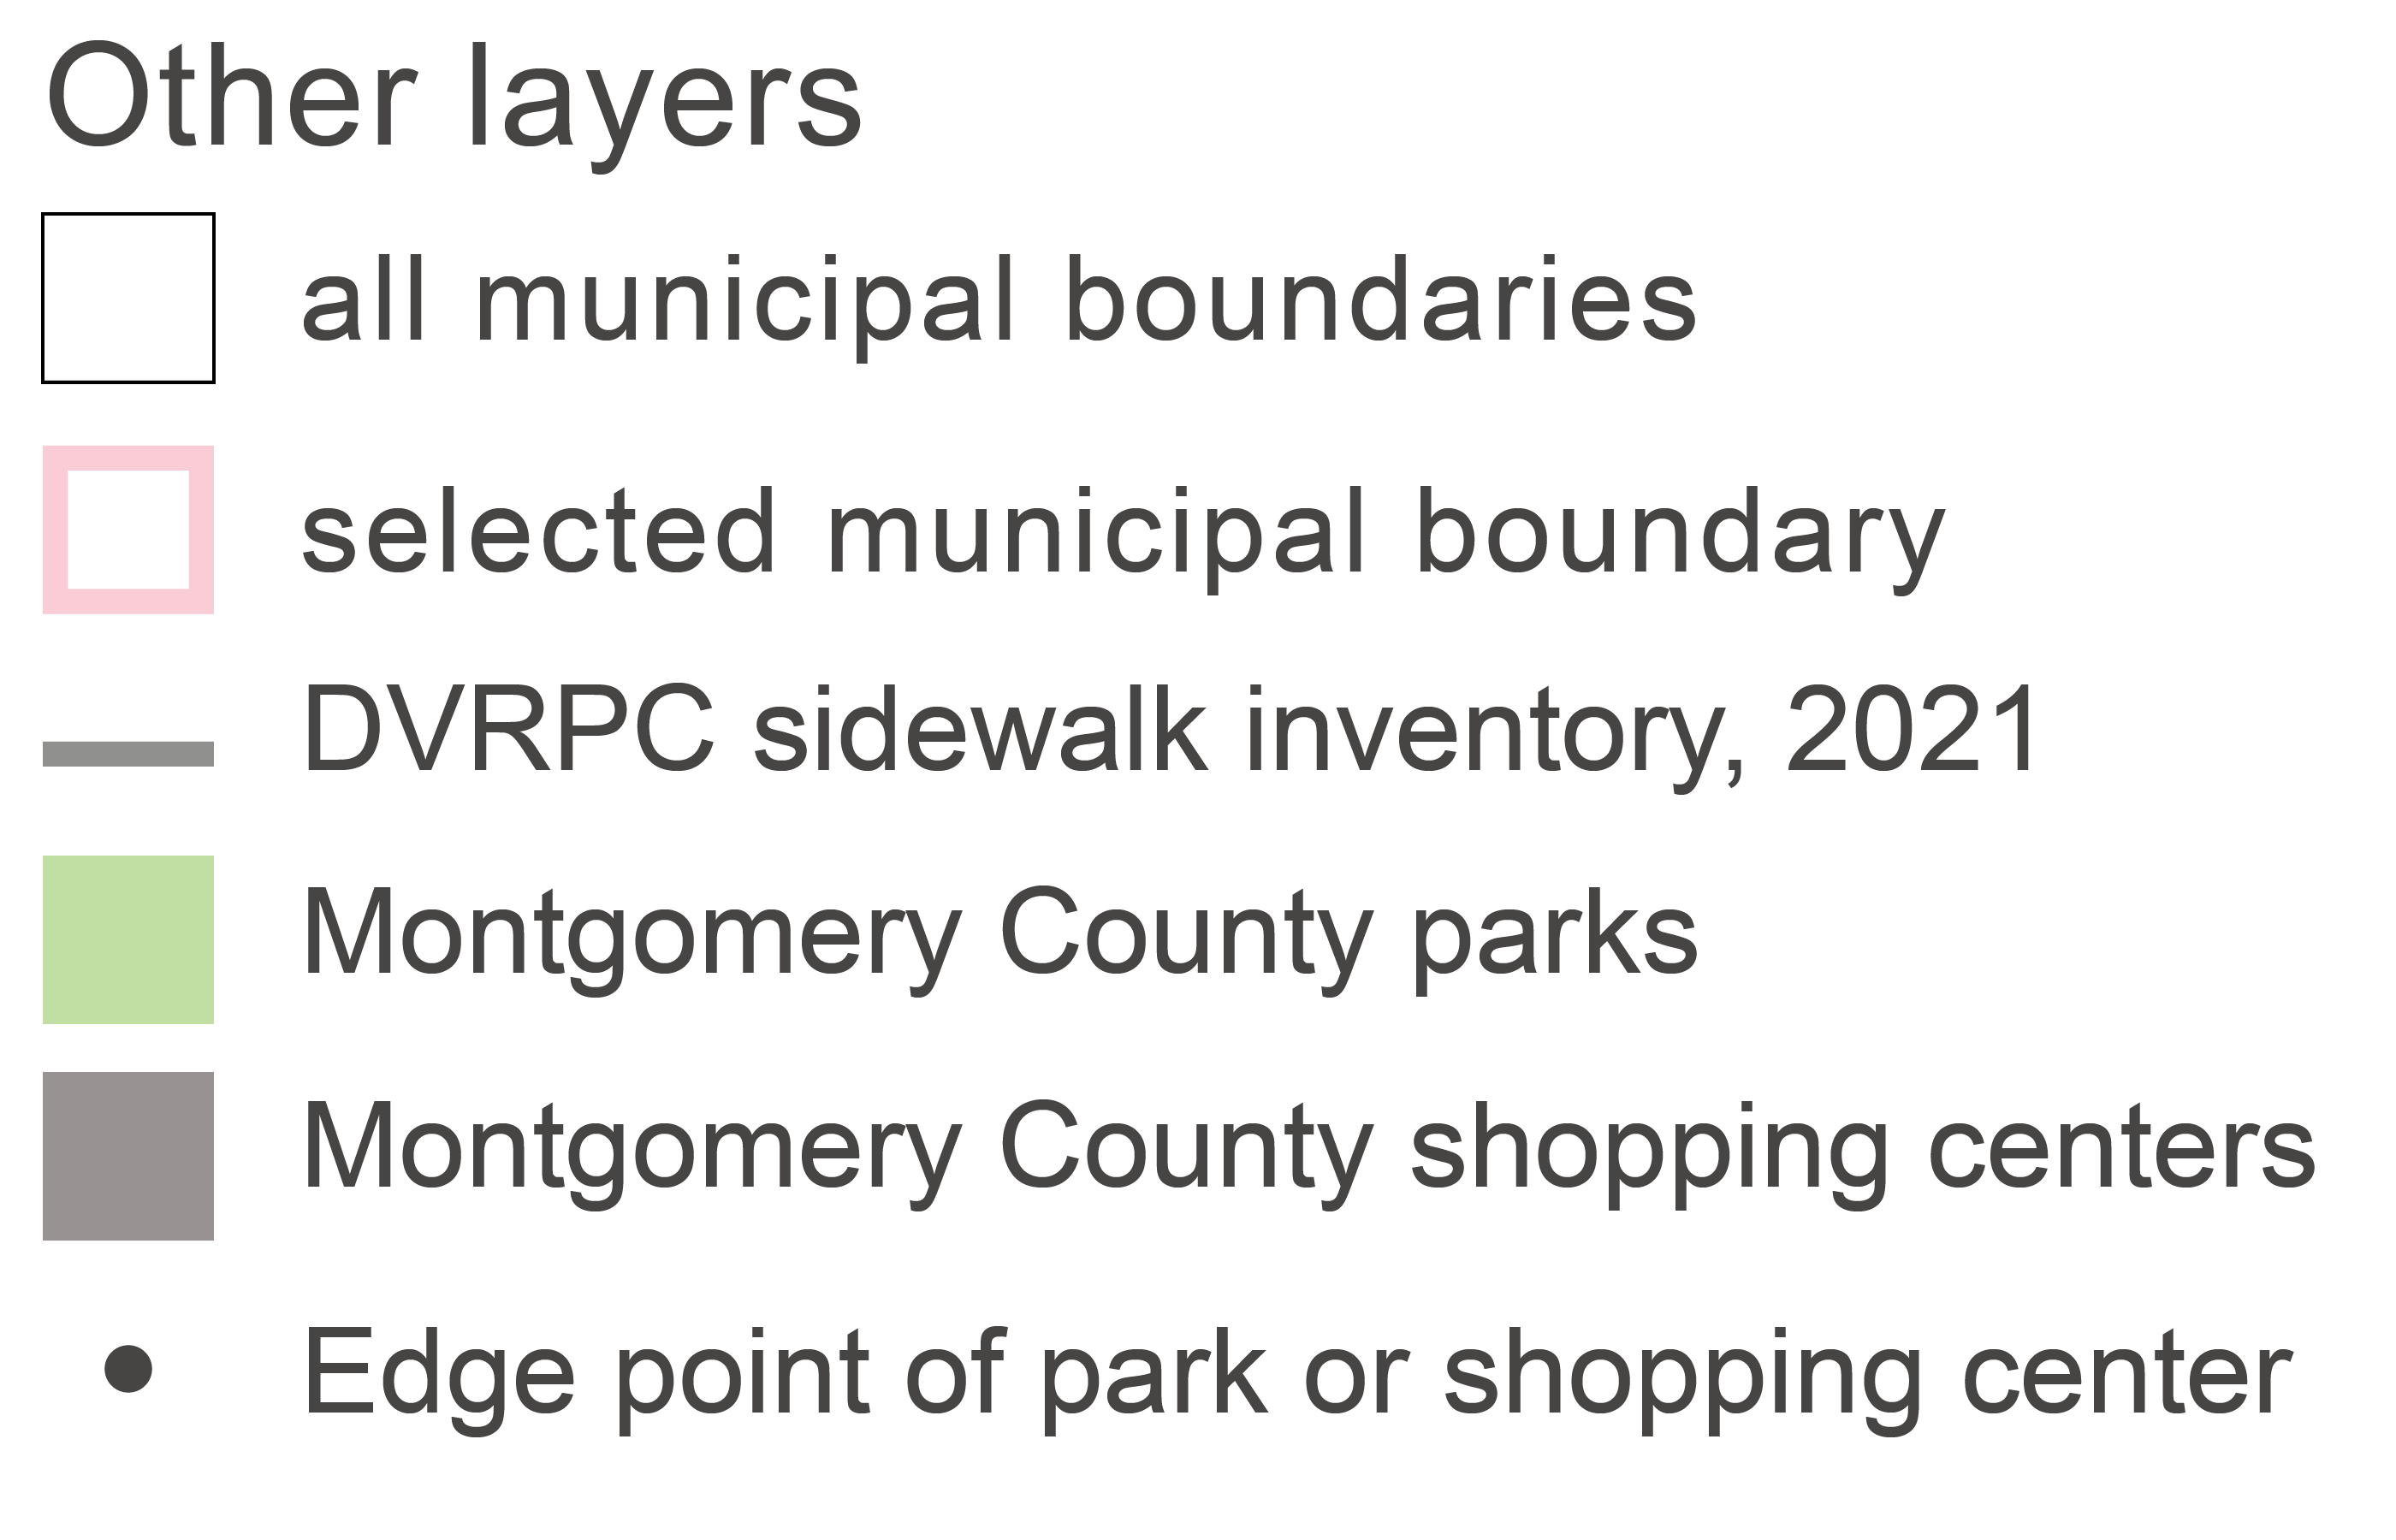 Other layers
all municipal boundaries
selected municipal boundary
DVRPC sidewalk inventory, 2021
Montgomery County parks
Montgomery County shopping centers
Edge point of park or shopping center